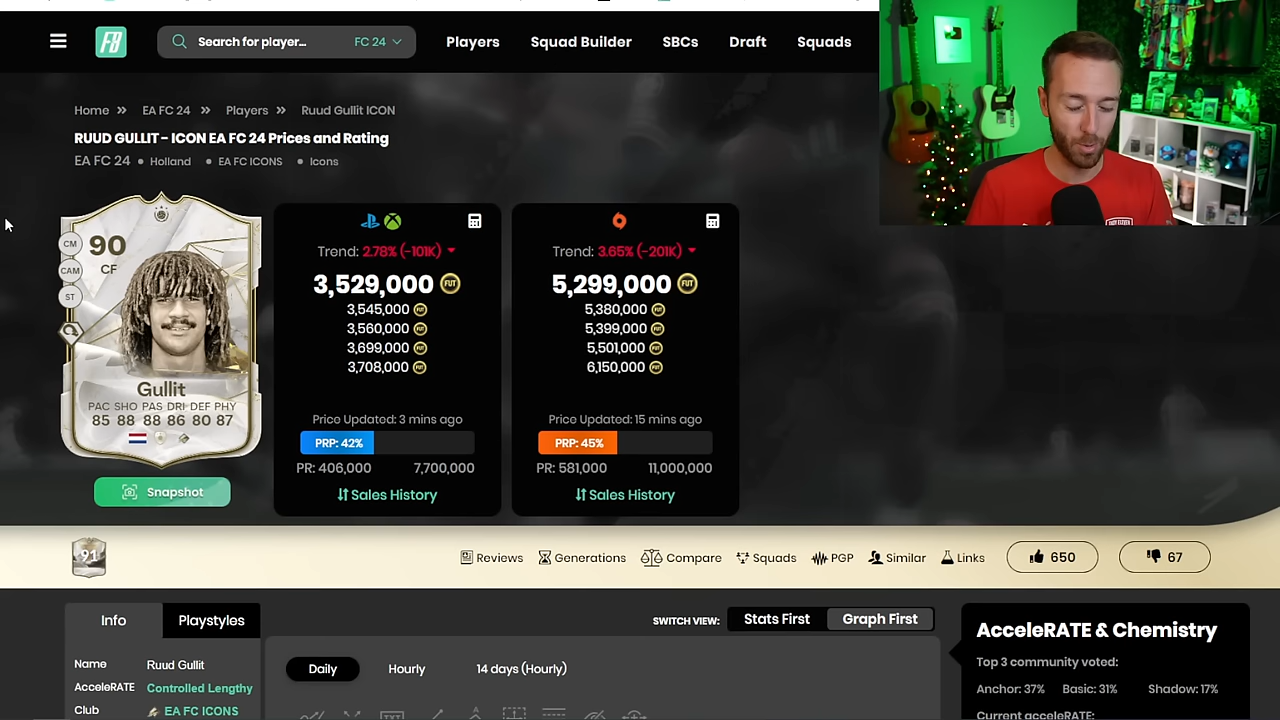 FB
Search for player...
FC 24
Players
Squad Builder
SBCs
Draft
Squads
Home » EA FC 24 » Players » Ruud Gullit ICON
RUUD GULLIT - ICON EA FC 24 Prices and Rating
EA FC 24 • Holland • EA FC ICONS • Icons
90
CF
CM
CAM
ST
Gullit
PAC SHO PAS DRI DEF PHY
85 88 88 86 80 87
Snapshot
Trend: 2.78% (-101K)
3,529,000 FUT
3,545,000
3,560,000
3,699,000
3,708,000
Price Updated: 3 mins ago
PRP: 42%
PR: 406,000 7,700,000
Sales History
Trend: 3.65% (-201K)
5,299,000 FUT
5,380,000
5,399,000
5,501,000
6,150,000
Price Updated: 15 mins ago
PRP: 45%
PR: 581,000 11,000,000
Sales History
91
Reviews
Generations
Compare
Squads
PGP
Similar
Links
650
67
Info
Playstyles
Name Ruud Gullit
AcceleRATE Controlled Lengthy
Club EA FC ICONS
SWITCH VIEW: Stats First Graph First
Daily
Hourly
14 days (Hourly)
TEXT
AcceleRATE & Chemistry
Top 3 community voted:
Anchor: 37% Basic: 31% Shadow: 17%
Current acceleRATE: